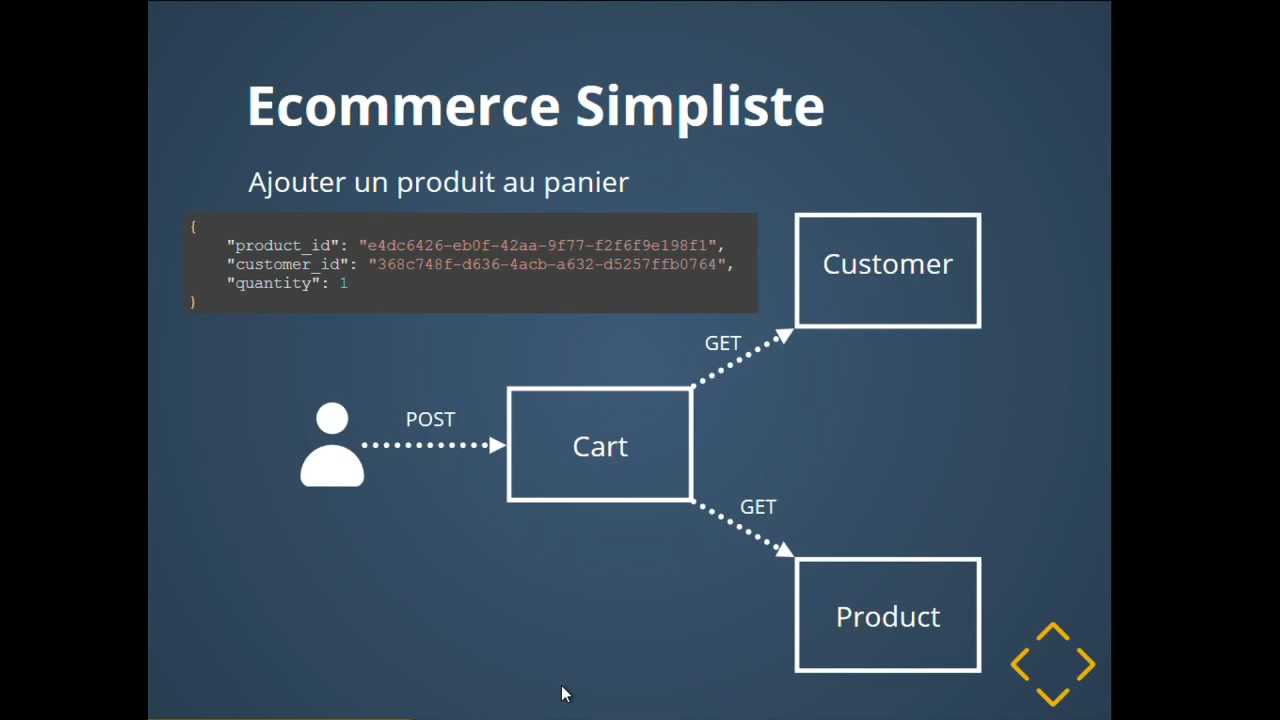 Ecommerce Simpliste
Ajouter un produit au panier
{
"product_id": "e4dc6426-eb0f-42aa-9f77-f2f6f9e198f1",
"customer_id": "368c748f-d636-4acb-a632-d5257ffb0764",
"quantity": 1
}
Customer
GET
POST
Cart
GET
Product